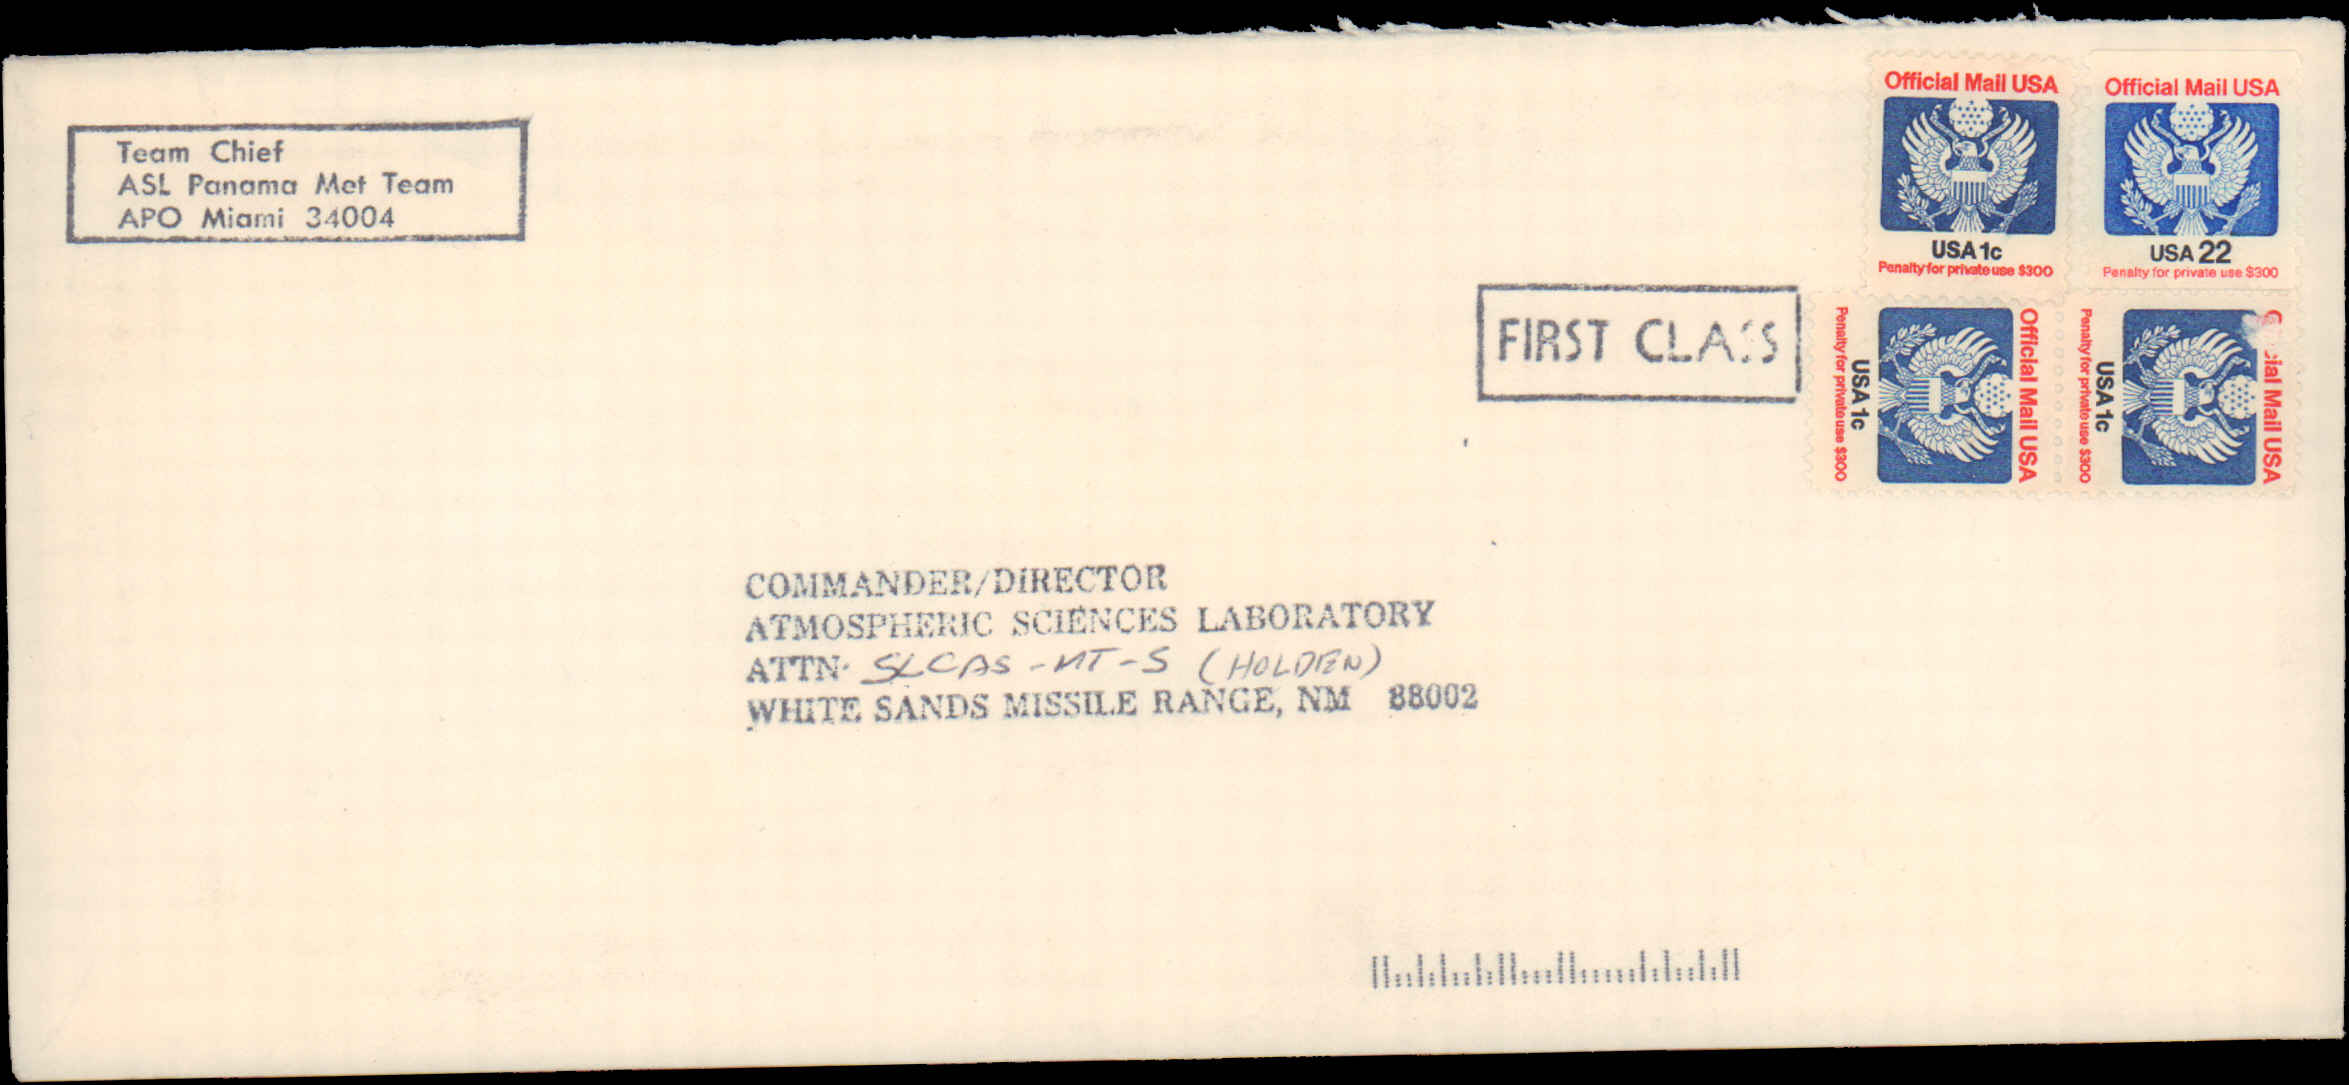 Team Chief
ASL Panama Met Team
APO Miami 34004
Official Mail USA
USA 1c
Penalty for private use $300
Official Mail USA
USA 22
Penalty for private use $300
FIRST CLASS
Official Mail USA
USA 1c
Penalty for private use $300
Official Mail USA
USA 1c
Penalty for private use $300
COMMANDER/DIRECTOR
ATMOSPHERIC SCIENCES LABORATORY
ATTN: SLCAS-MT-S (HOLDEN)
WHITE SANDS MISSILE RANGE, NM 88002